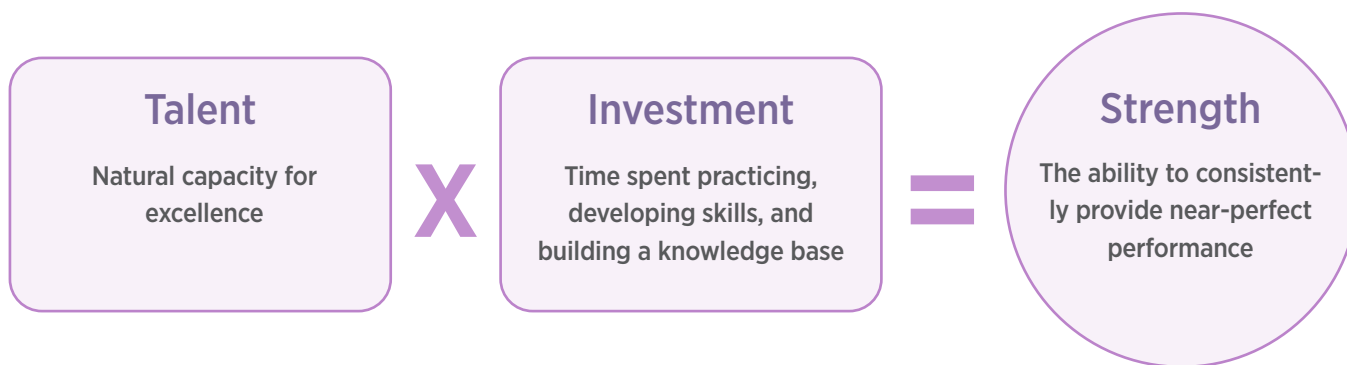 Talent
Natural capacity for
excellence
X
Investment
Time spent practicing,
developing skills, and
building a knowledge base
=
Strength
The ability to consistent-
ly provide near-perfect
performance